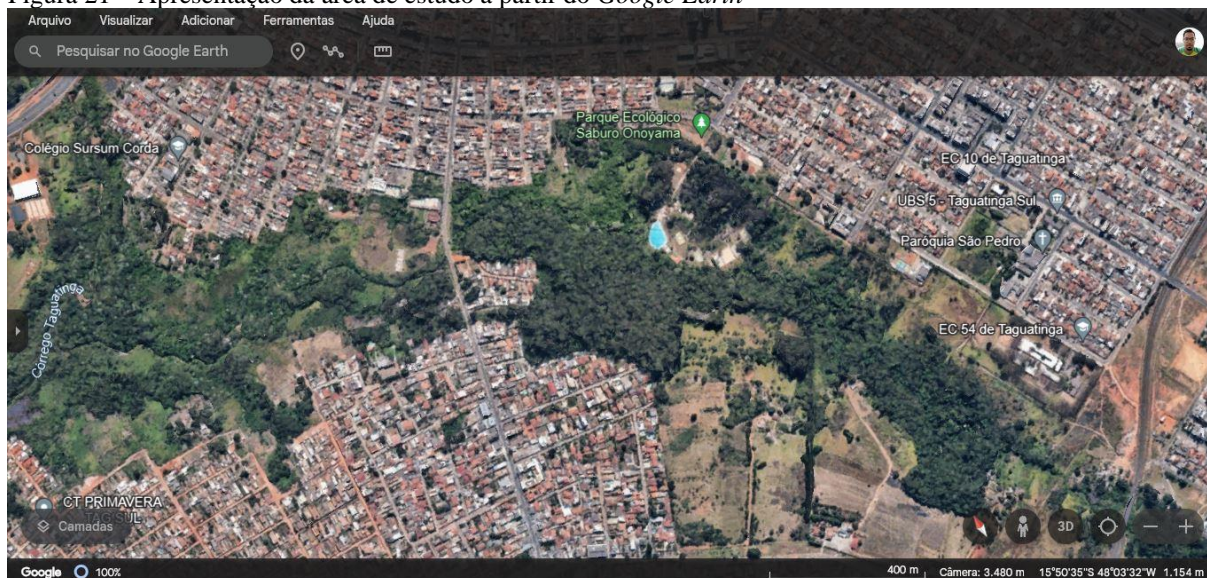 Figura 21 – Apresentação da área de estudo a partir do Google Earth
Arquivo Visualizar Adicionar Ferramentas Ajuda
Pesquisar no Google Earth
Parque Ecológico
Saburo Onoyama
Colégio Sursum Corda
EC 10 de Taguatinga
UBS 5 - Taguatinga Sul
Paróquia São Pedro
Córrego Taguatinga
EC 54 de Taguatinga
CT PRIMAVERA
TAG SUL
Camadas
3D
Google 100%
400 m Câmera: 3.480 m 15°50'35"S 48°03'32"W 1.154 m